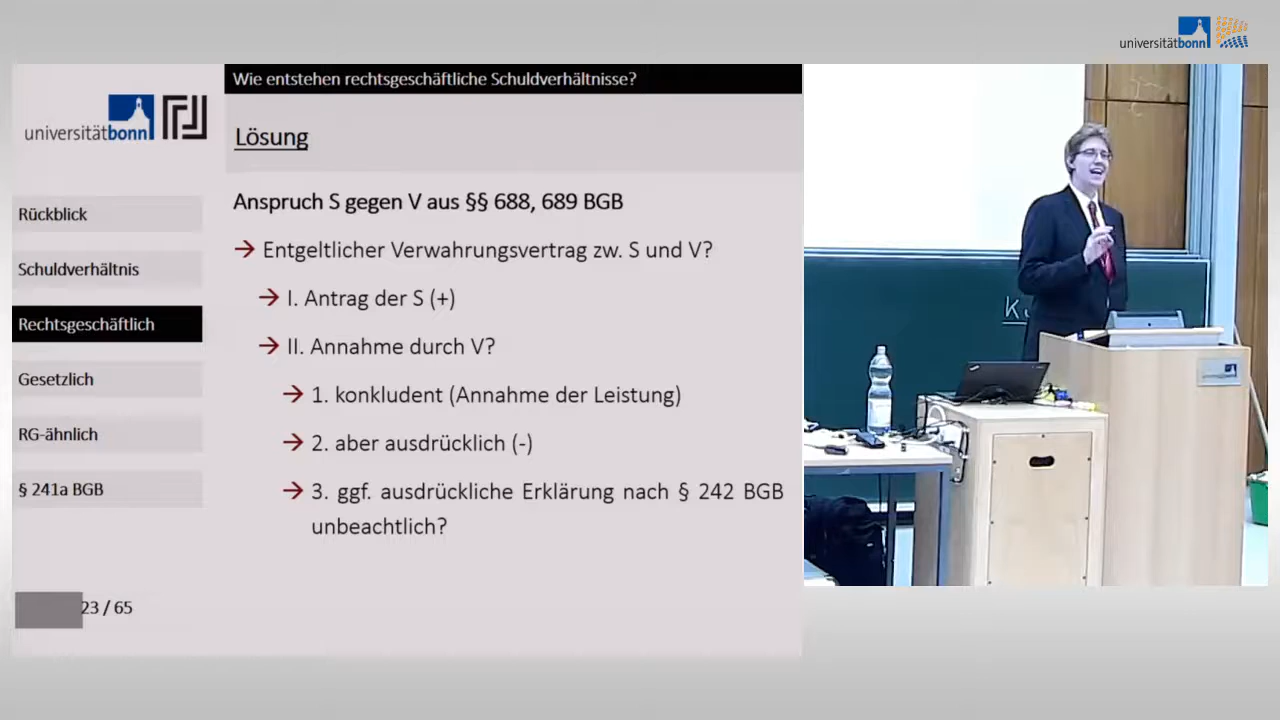 universitätbonn
Wie entstehen rechtsgeschäftliche Schuldverhältnisse?
universitätbonn
Lösung
Rückblick
Schuldverhältnis
Rechtsgeschäftlich
Gesetzlich
RG-ähnlich
§ 241a BGB
23 / 65
Anspruch S gegen V aus §§ 688, 689 BGB
→ Entgeltlicher Verwahrungsvertrag zw. S und V?
→ I. Antrag der S (+)
→ II. Annahme durch V?
→ 1. konkludent (Annahme der Leistung)
→ 2. aber ausdrücklich (-)
→ 3. ggf. ausdrückliche Erklärung nach § 242 BGB
unbeachtlich?